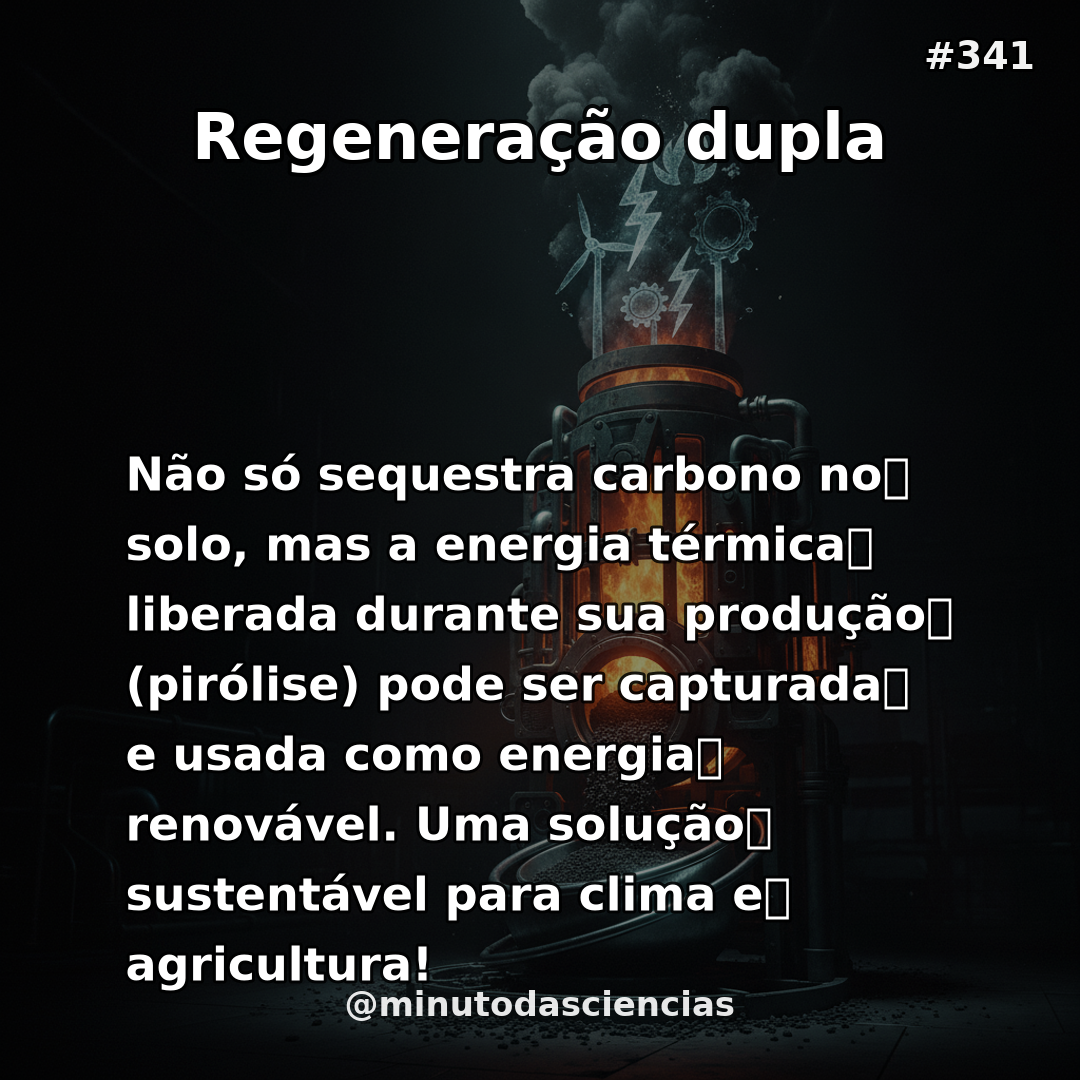 #341
Regeneração dupla
Não só sequestra carbono no▯
solo, mas a energia térmica▯
liberada durante sua produção▯
(pirólise) pode ser capturada▯
e usada como energia▯
renovável. Uma solução▯
sustentável para clima e▯
agricultura!
@minutodasciencias